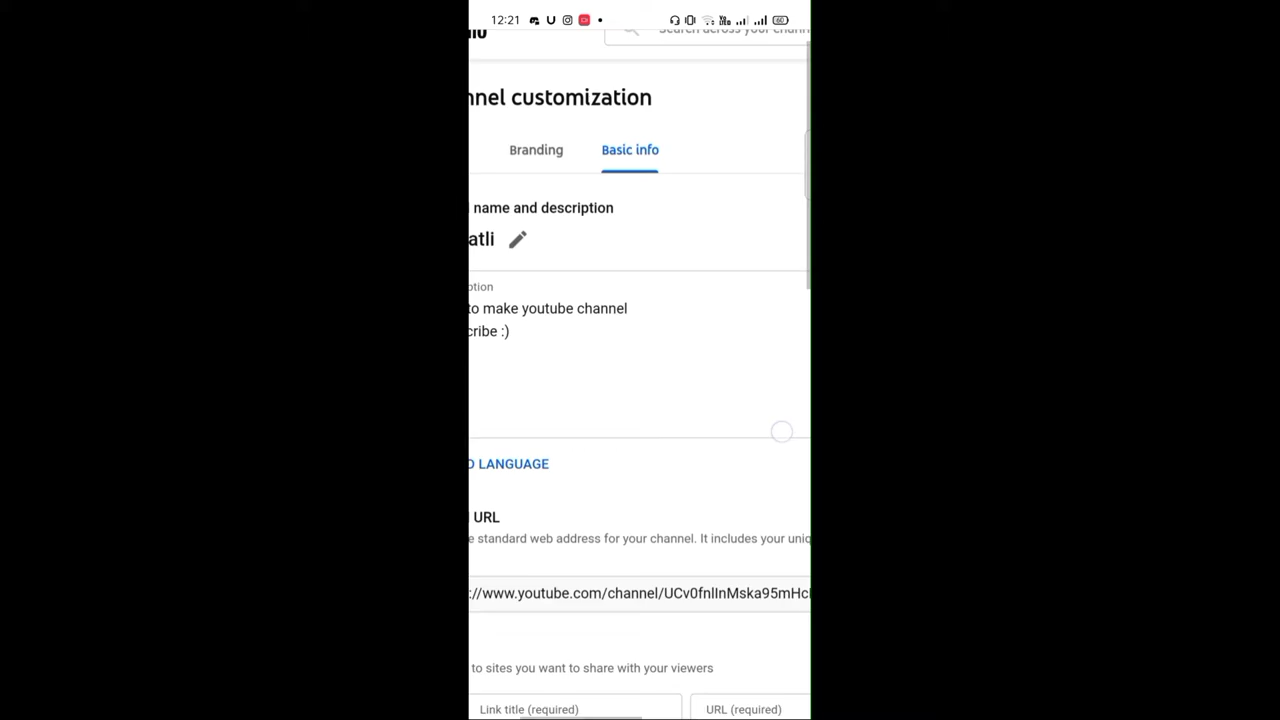 12:21
Search across your chann
nnel customization
Branding
Basic info
name and description
atli
ption
to make youtube channel
cribe :)
D LANGUAGE
URL
e standard web address for your channel. It includes your uniq
://www.youtube.com/channel/UCv0fnlInMska95mHc
to sites you want to share with your viewers
Link title (required)
URL (required)